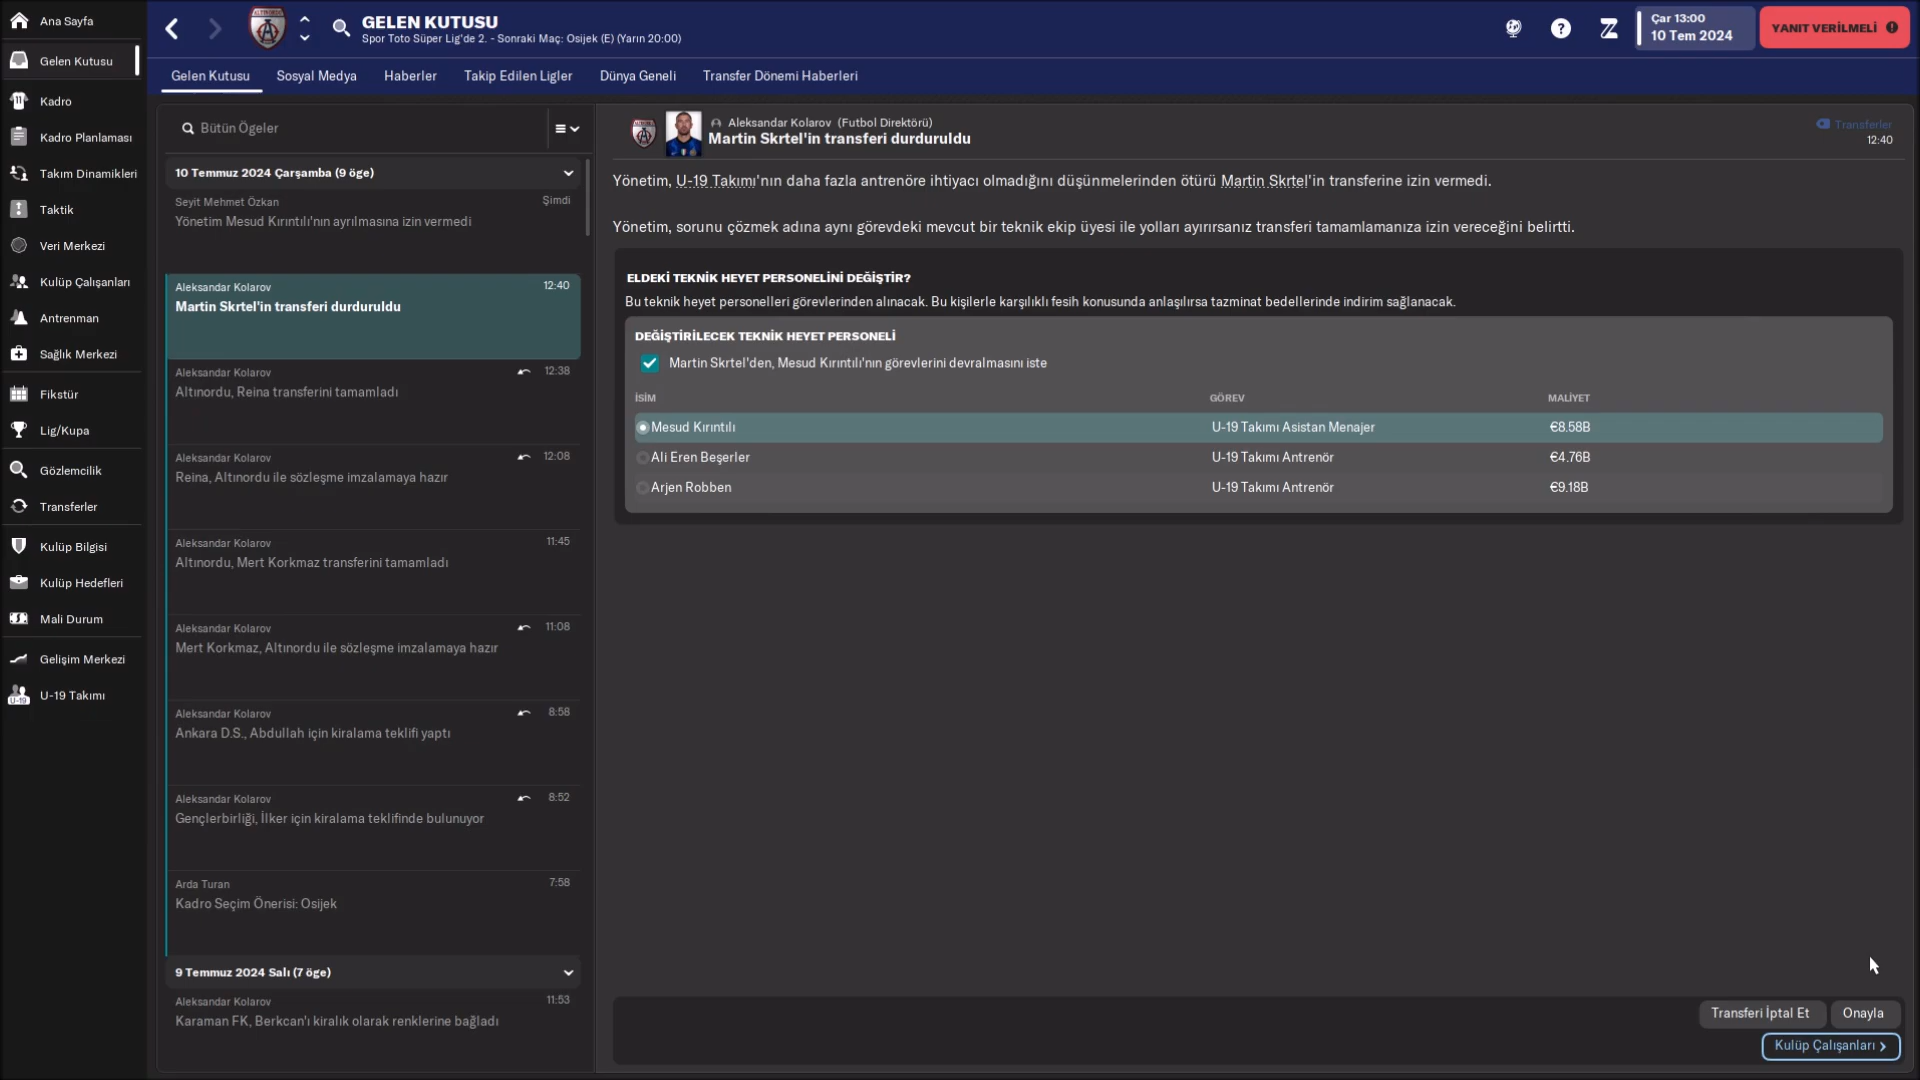 Ana Sayfa
Gelen Kutusu
Kadro
Kadro Planlaması
Takım Dinamikleri
Taktik
Veri Merkezi
Kulüp Çalışanları
Antrenman
Sağlık Merkezi
Fikstür
Lig/Kupa
Gözlemcilik
Transferler
Kulüp Bilgisi
Kulüp Hedefleri
Mali Durum
Gelişim Merkezi
U-19 Takımı
GELEN KUTUSU
Spor Toto Süper Lig'de 2. - Sonraki Maç: Osijek (E) (Yarın 20:00)
Çar 13:00
10 Tem 2024
YANIT VERİLMELİ
Gelen Kutusu Sosyal Medya Haberler Takip Edilen Ligler Dünya Geneli Transfer Dönemi Haberleri
Bütün Ögeler
10 Temmuz 2024 Çarşamba (9 öge)
Seyit Mehmet Özkan Şimdi
Yönetim Mesud Kırıntılı'nın ayrılmasına izin vermedi
Aleksandar Kolarov 12:40
Martin Skrtel'in transferi durduruldu
Aleksandar Kolarov 12:38
Altınordu, Reina transferini tamamladı
Aleksandar Kolarov 12:08
Reina, Altınordu ile sözleşme imzalamaya hazır
Aleksandar Kolarov 11:45
Altınordu, Mert Korkmaz transferini tamamladı
Aleksandar Kolarov 11:08
Mert Korkmaz, Altınordu ile sözleşme imzalamaya hazır
Aleksandar Kolarov 8:58
Ankara D.S., Abdullah için kiralama teklifi yaptı
Aleksandar Kolarov 8:52
Gençlerbirliği, İlker için kiralama teklifinde bulunuyor
Arda Turan 7:58
Kadro Seçim Önerisi: Osijek
9 Temmuz 2024 Salı (7 öge)
Aleksandar Kolarov 11:53
Karaman FK, Berkcan'ı kiralık olarak renklerine bağladı
Aleksandar Kolarov (Futbol Direktörü)
Martin Skrtel'in transferi durduruldu
Transferler
12:40
Yönetim, U-19 Takımı'nın daha fazla antrenöre ihtiyacı olmadığını düşünmelerinden ötürü Martin Skrtel'in transferine izin vermedi.
Yönetim, sorunu çözmek adına aynı görevdeki mevcut bir teknik ekip üyesi ile yolları ayırırsanız transferi tamamlamanıza izin vereceğini belirtti.
ELDEKİ TEKNİK HEYET PERSONELİNİ DEĞİŞTİR?
Bu teknik heyet personelleri görevlerinden alınacak. Bu kişilerle karşılıklı fesih konusunda anlaşılırsa tazminat bedellerinde indirim sağlanacak.
DEĞİŞTİRİLECEK TEKNİK HEYET PERSONELİ
Martin Skrtel'den, Mesud Kırıntılı'nın görevlerini devralmasını iste
İSİM GÖREV MALİYET
Mesud Kırıntılı U-19 Takımı Asistan Menajer €8.58B
Ali Eren Beşerler U-19 Takımı Antrenör €4.76B
Arjen Robben U-19 Takımı Antrenör €9.18B
Transferi İptal Et Onayla
Kulüp Çalışanları